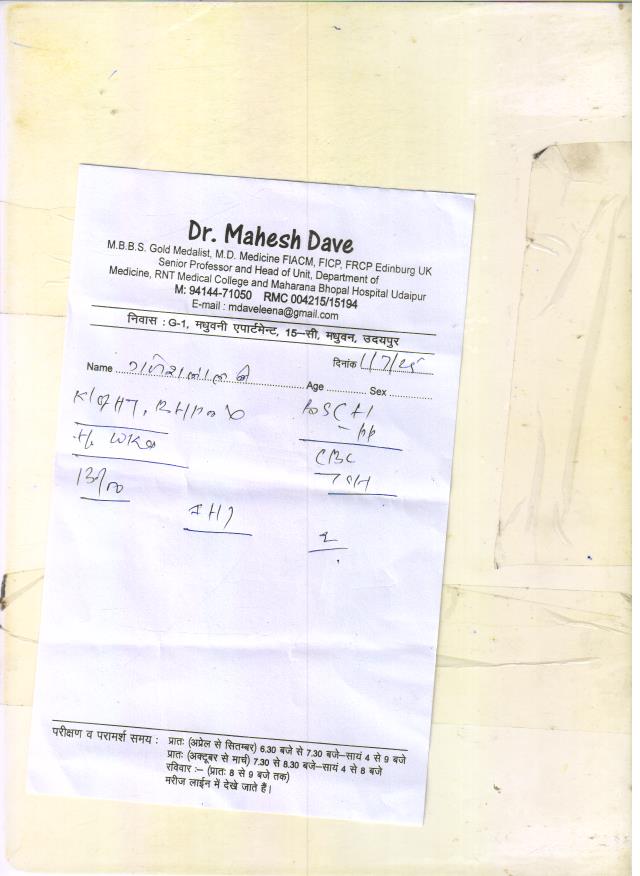 Dr. Mahesh Dave
M.B.B.S. Gold Medalist, M.D. Medicine FIACM, FICP, FRCP Edinburg UK
Senior Professor and Head of Unit, Department of
Medicine, RNT Medical College and Maharana Bhopal Hospital Udaipur
M: 94144-71050 RMC 004215/15194
E-mail : mdaveleena@gmail.com
निवास : G-1, मधुवनी एपार्टमेन्ट, 15–सी, मधुवन, उदयपुर
दिनांक 1/7/25
Name Age Sex
CBC
परीक्षण व परामर्श समय : प्रातः (अप्रेल से सितम्बर) 6.30 बजे से 7.30 बजे–सायं 4 से 9 बजे
प्रातः (अक्टूबर से मार्च) 7.30 से 8.30 बजे–सायं 4 से 8 बजे
रविवार :– (प्रातः 8 से 9 बजे तक)
मरीज लाईन में देखे जाते हैं।